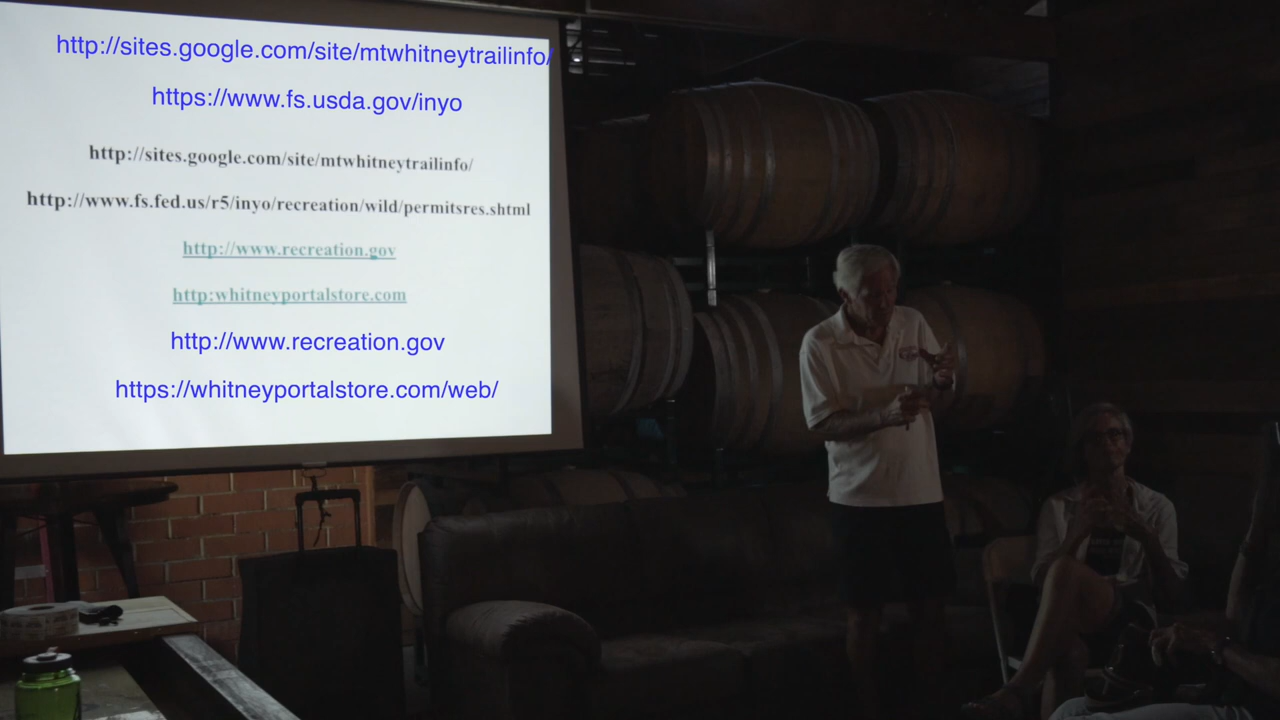 http://sites.google.com/site/mtwhitneytrailinfo/
https://www.fs.usda.gov/inyo
http://sites.google.com/site/mtwhitneytrailinfo/
http://www.fs.fed.us/r5/inyo/recreation/wild/permitsres.shtml
http://www.recreation.gov
http:whitneyportalstore.com
http://www.recreation.gov
https://whitneyportalstore.com/web/